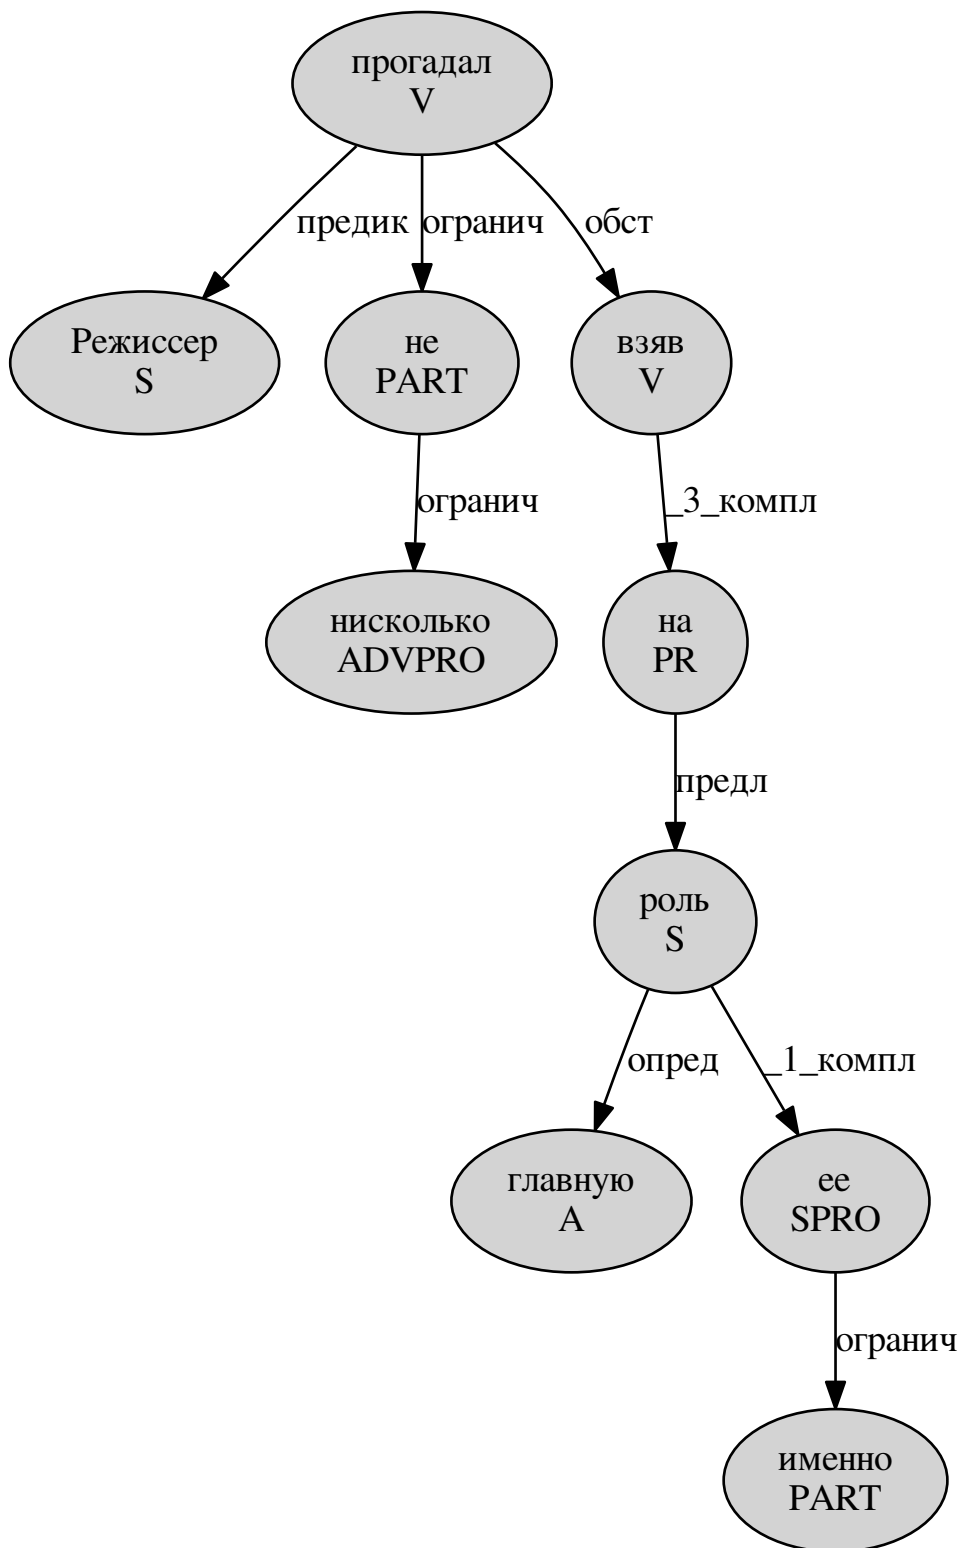 прогадал
V
предик
огранич
обст
Режиссер
S
не
PART
взяв
V
огранич
_3_компл
нисколько
ADVPRO
на
PR
предл
роль
S
опред
_1_компл
главную
A
ее
SPRO
огранич
именно
PART